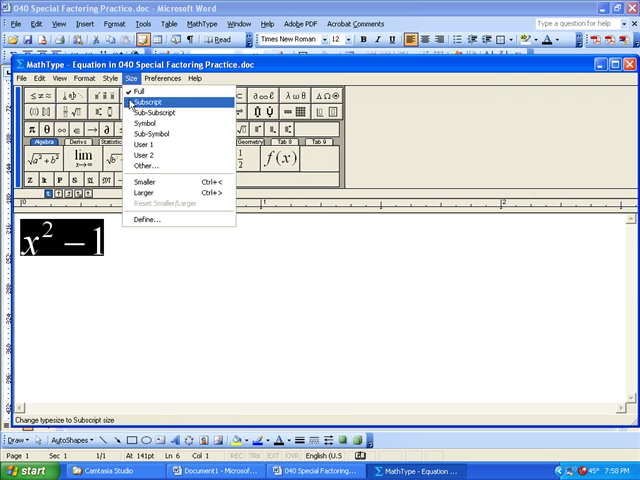 040 Special Factoring Practice.doc - Microsoft Word
File Edit View Insert Format Tools Table MathType Window Help Adobe PDF Acrobat Comments
Type a question for help
Read
Times New Roman 12
MathType - Equation in 040 Special Factoring Practice.doc
File Edit View Format Style Size Preferences Help
Full
Subscript
Sub-Subscript
Symbol
Sub-Symbol
User 1
User 2
Other...
Smaller Ctrl+<
Larger Ctrl+>
Reset Smaller/Larger
Define...
Algebra Derivs Statistic Geometry Tab 8 Tab 9
0 1 2
x² − 1
Change typesize to Subscript size
Draw AutoShapes
Page 1 Sec 1 1/1 At 141pt Ln 6 Col 1 REC TRK EXT OVR English (U.S
start Camtasia Studio Document1 - Microsof... 040 Special Factoring... MathType - Equation ... 45° 7:58 PM